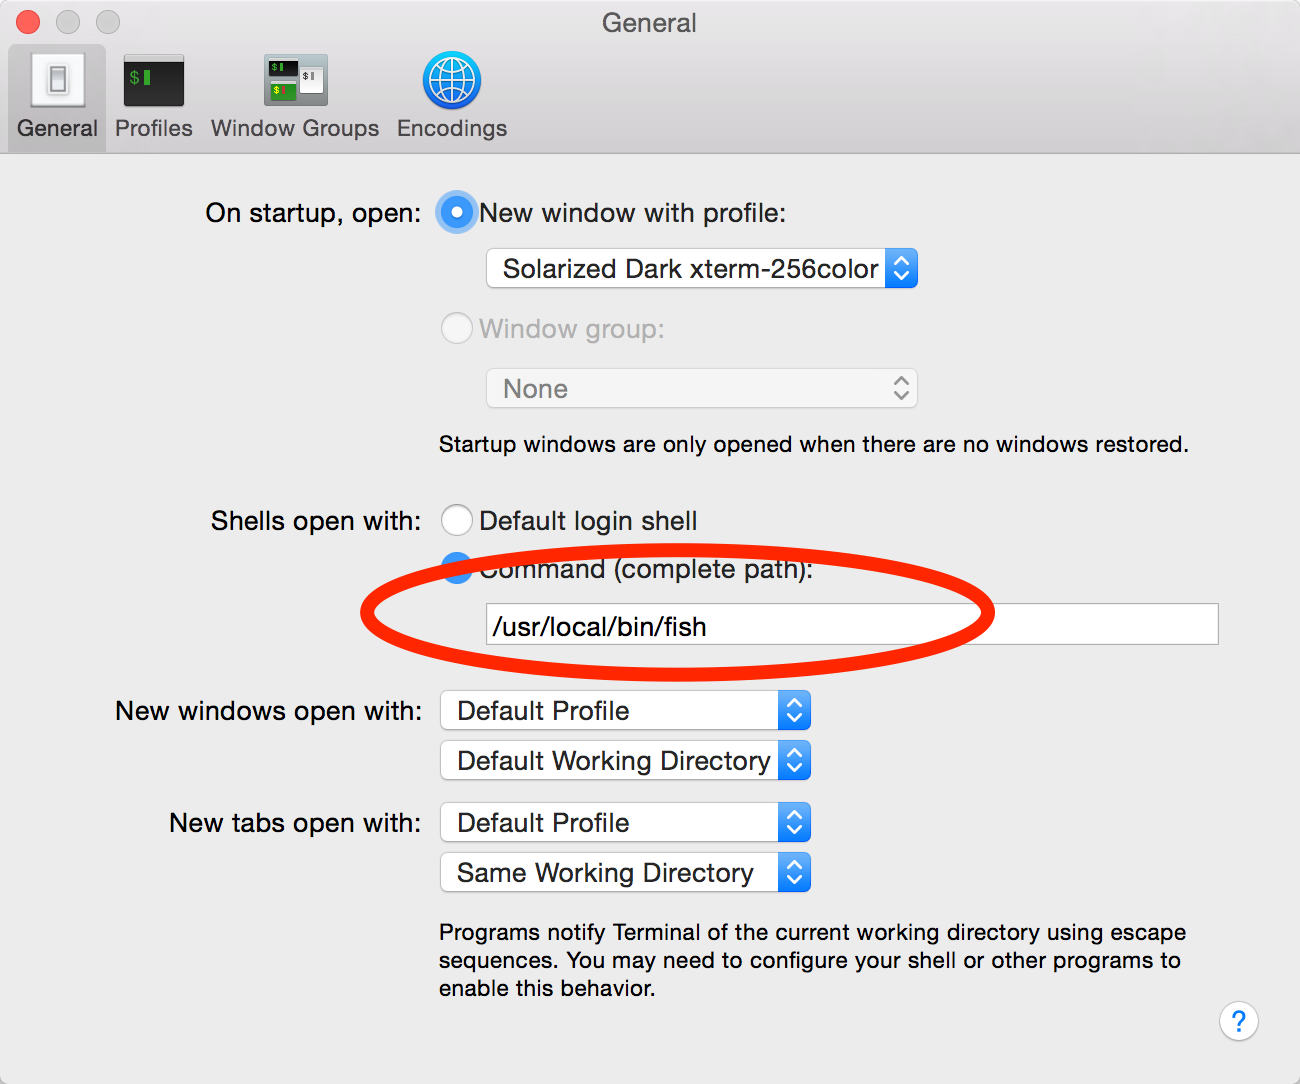 General
General Profiles Window Groups Encodings
On startup, open: New window with profile:
Solarized Dark xterm-256color
Window group:
None
Startup windows are only opened when there are no windows restored.
Shells open with: Default login shell
Command (complete path):
/usr/local/bin/fish
New windows open with: Default Profile
Default Working Directory
New tabs open with: Default Profile
Same Working Directory
Programs notify Terminal of the current working directory using escape
sequences. You may need to configure your shell or other programs to
enable this behavior.
?